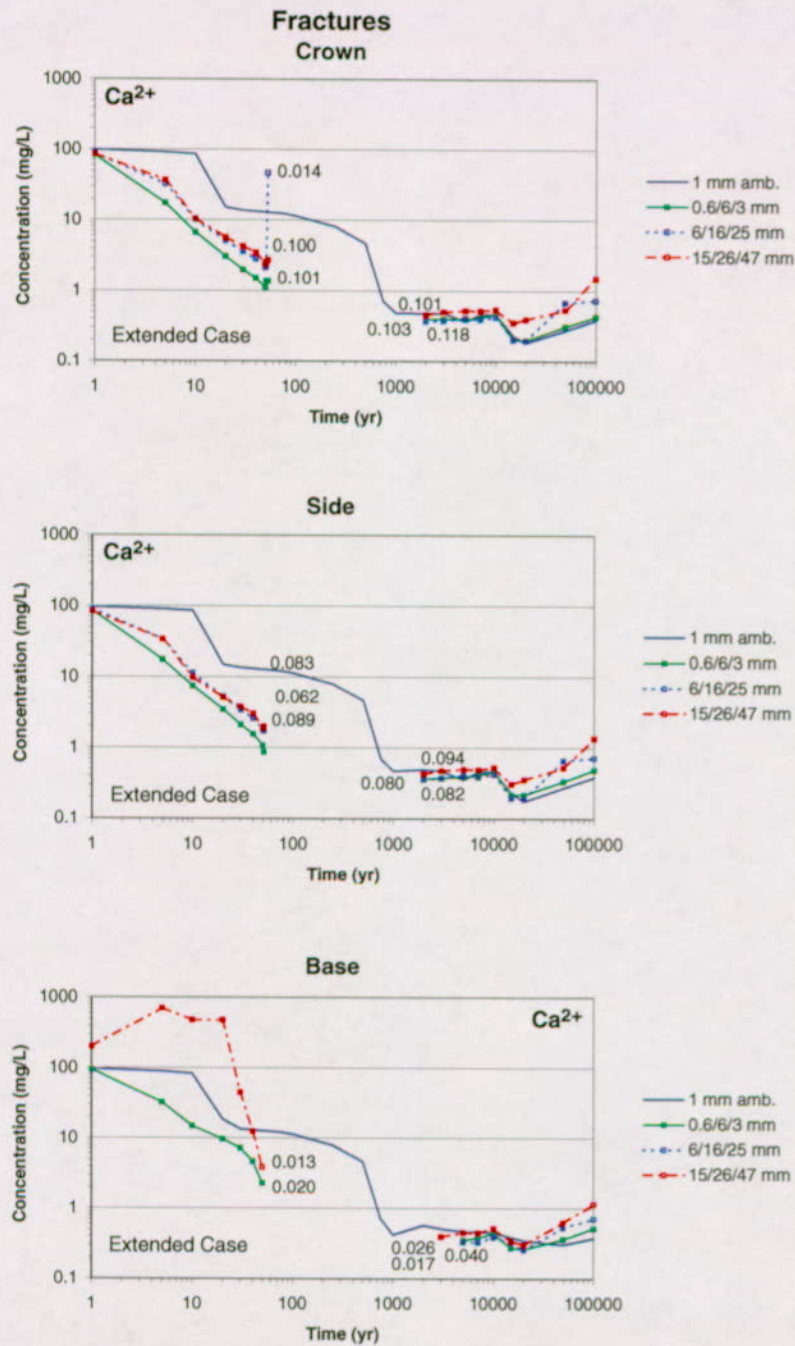 Fractures
Crown
Ca2+
Concentration (mg/L)
1000
100
10
1
0.1
0.014
0.100
0.101
0.101
0.103
0.118
Extended Case
1
10
100
1000
10000
100000
Time (yr)
1 mm amb.
0.6/6/3 mm
6/16/25 mm
15/26/47 mm
Side
Ca2+
Concentration (mg/L)
1000
100
10
1
0.1
0.083
0.062
0.089
0.094
0.080
0.082
Extended Case
1
10
100
1000
10000
100000
Time (yr)
1 mm amb.
0.6/6/3 mm
6/16/25 mm
15/26/47 mm
Base
Ca2+
Concentration (mg/L)
1000
100
10
1
0.1
0.013
0.020
0.026
0.017
0.040
Extended Case
1
10
100
1000
10000
100000
Time (yr)
1 mm amb.
0.6/6/3 mm
6/16/25 mm
15/26/47 mm